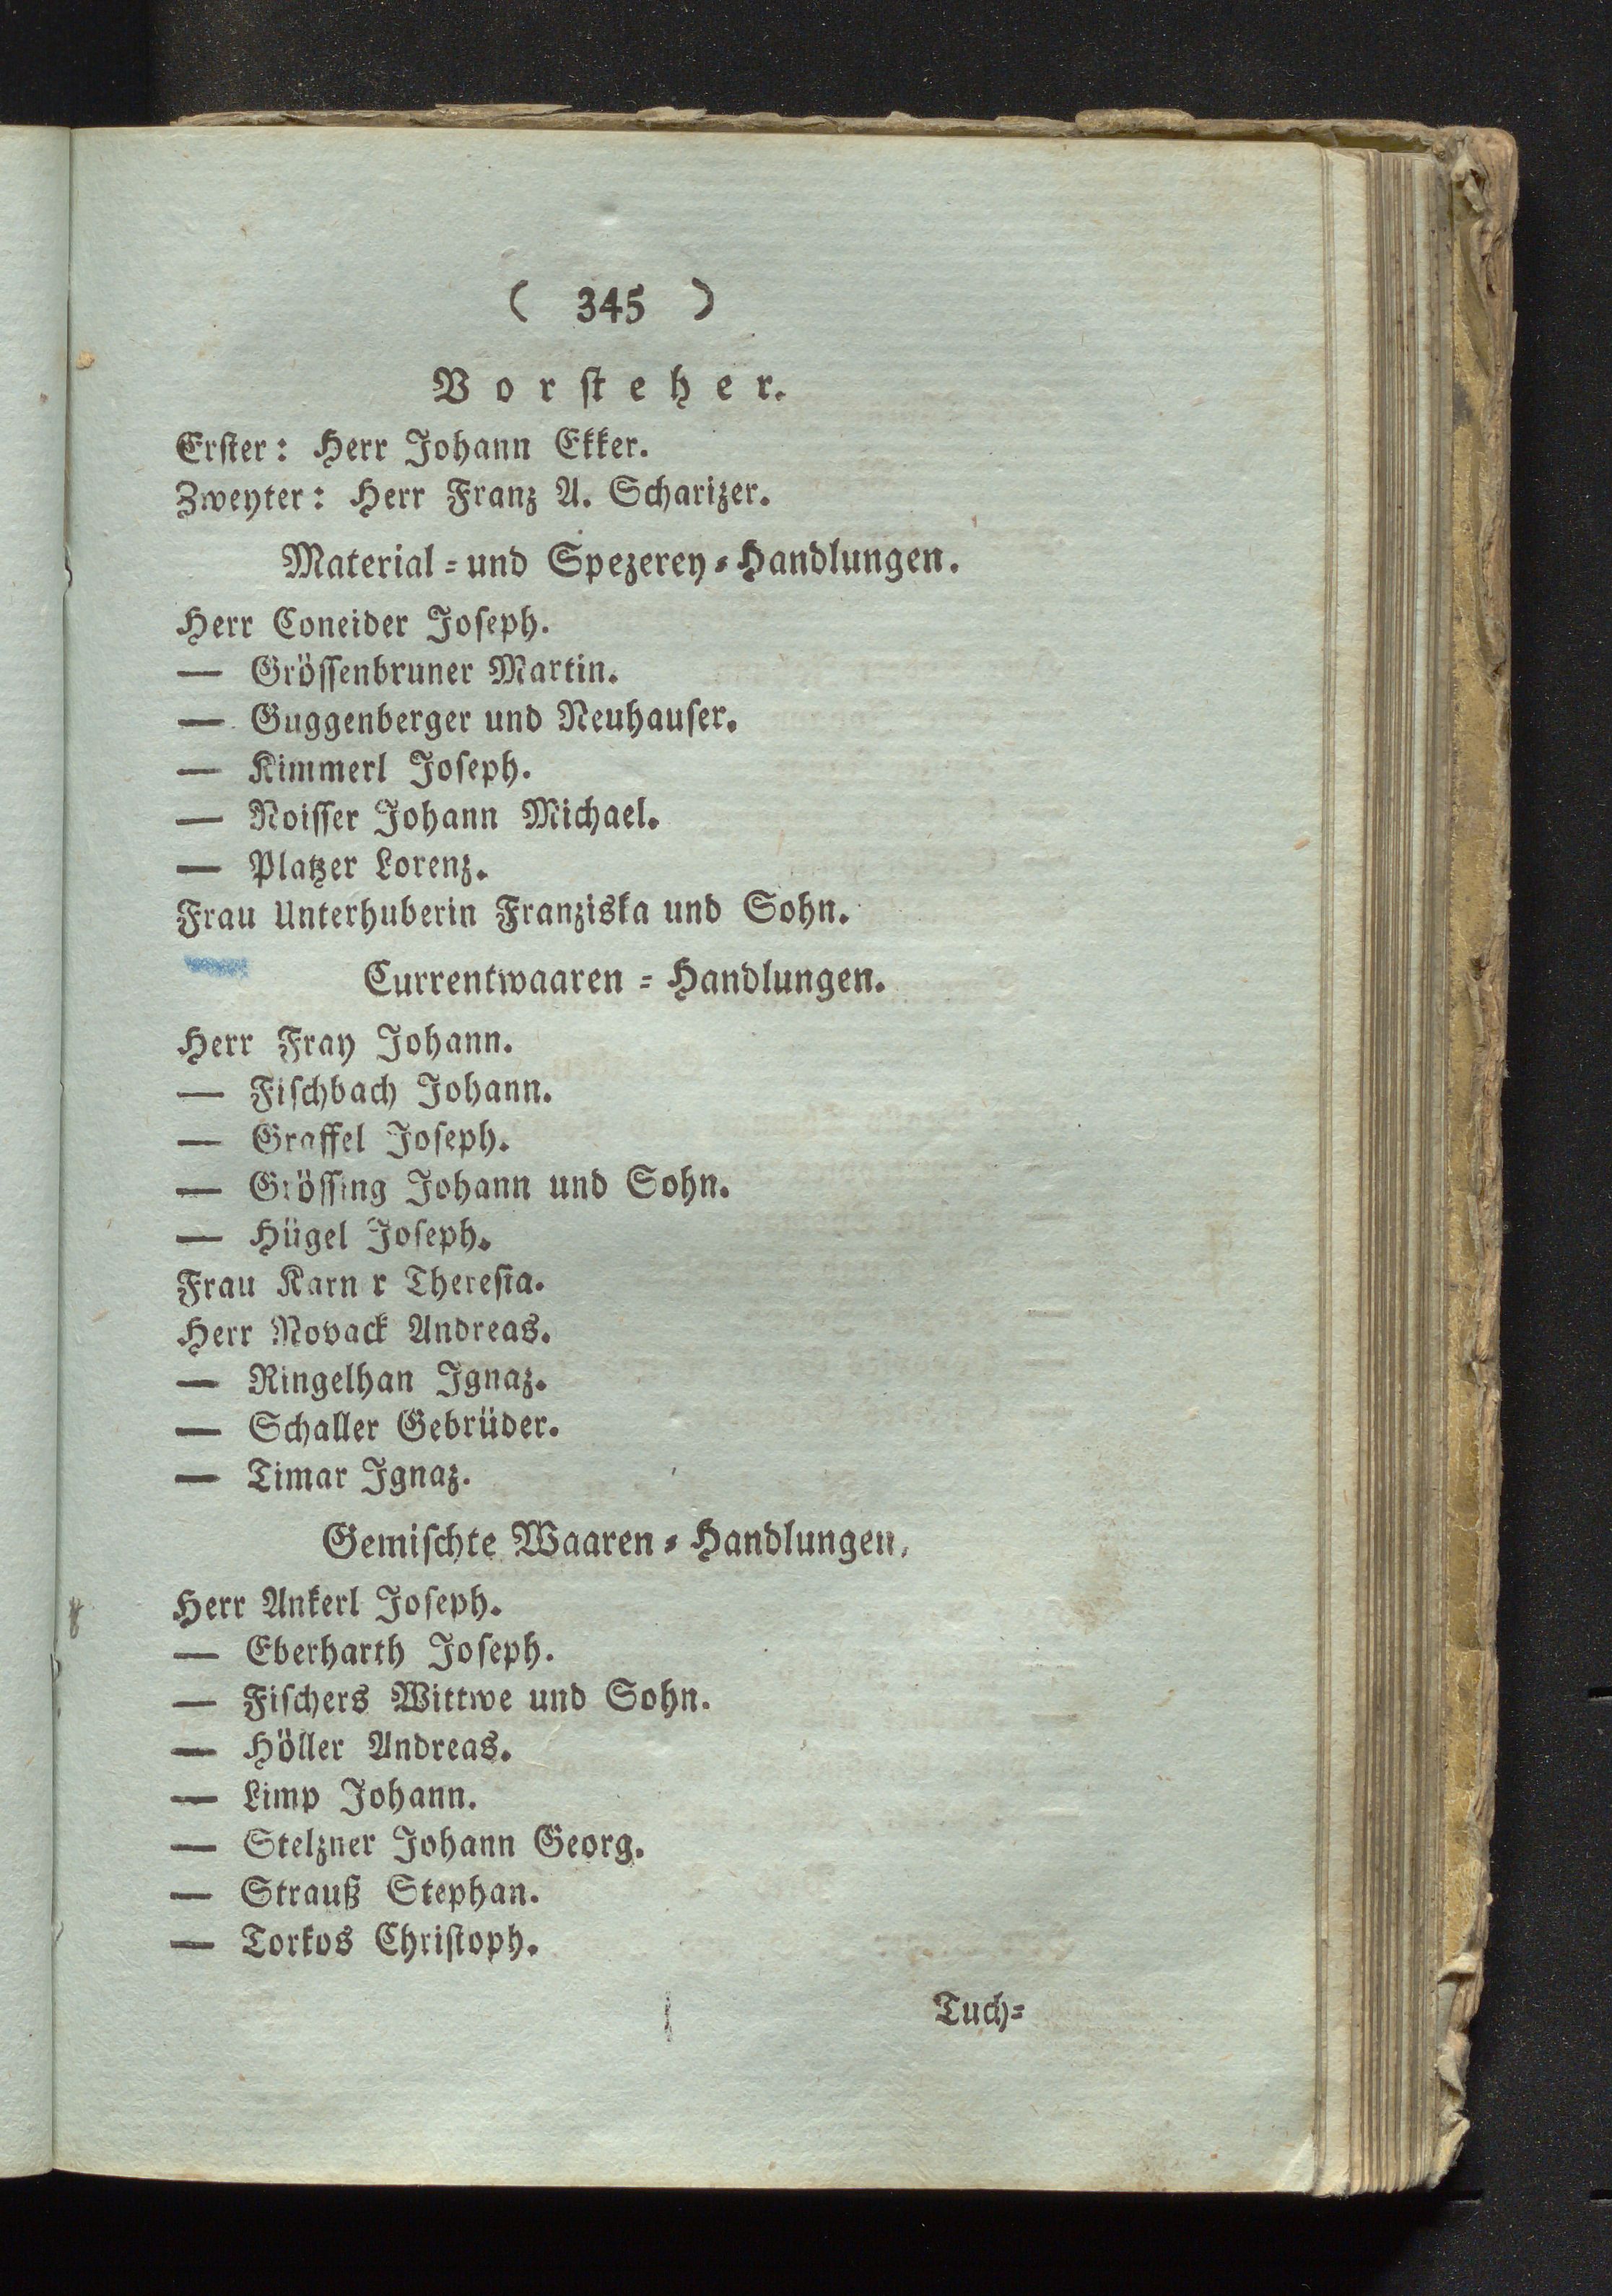 ( 345 )
Vorsteher.
Erster: Herr Johann Ekker.
Zweyter: Herr Franz A. Scharizer.
Material= und Spezerey=Handlungen.
Herr Coneider Joseph.
— Grössenbruner Martin.
— Guggenberger und Neuhauser.
— Kimmerl Joseph.
— Noisser Johann Michael.
— Platzer Lorenz.
Frau Unterhuberin Franziska und Sohn.
Currentwaaren=Handlungen.
Herr Fray Johann.
— Fischbach Johann.
— Graffel Joseph.
— Grössing Johann und Sohn.
— Hügel Joseph.
Frau Karn r Theresia.
Herr Novack Andreas.
— Ringelhan Ignaz.
— Schaller Gebrüder.
— Timar Ignaz.
Gemischte Waaren=Handlungen.
Herr Ankerl Joseph.
— Eberharth Joseph.
— Fischers Wittwe und Sohn.
— Höller Andreas.
— Limp Johann.
— Stelzner Johann Georg.
— Strauß Stephan.
— Torkos Christoph.
Tuch=